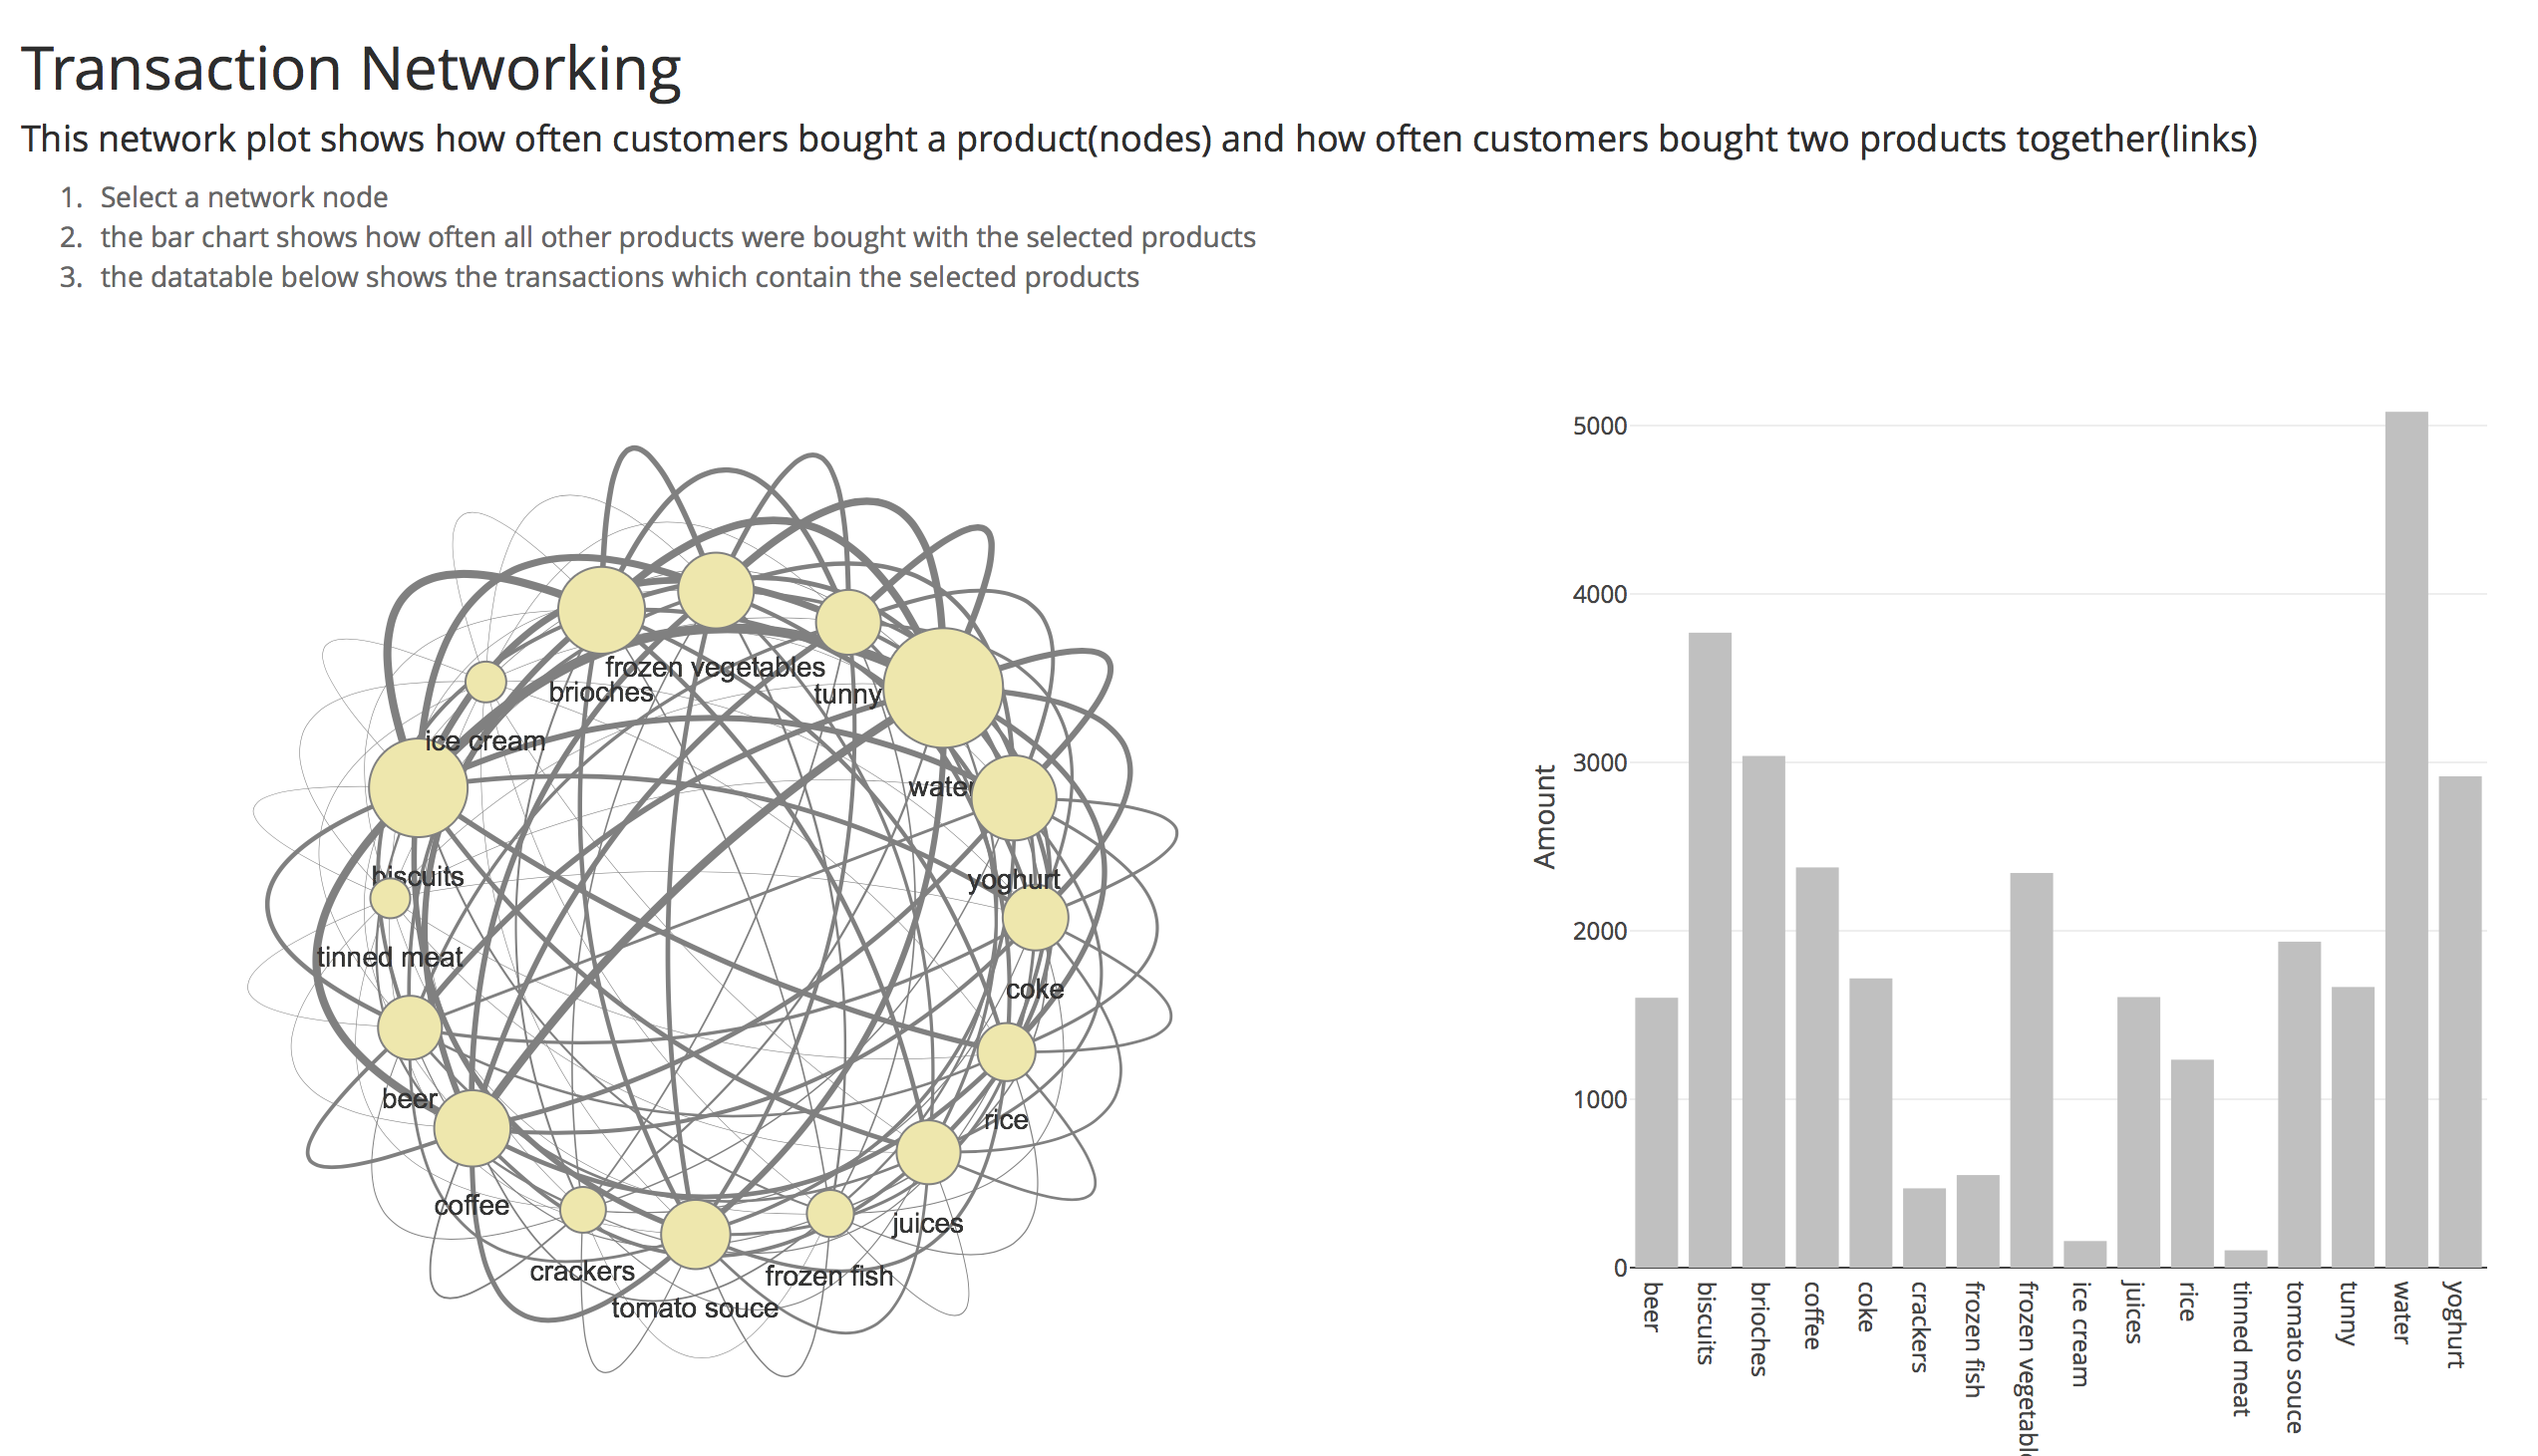 Transaction Networking
This network plot shows how often customers bought a product(nodes) and how often customers bought two products together(links)
1. Select a network node
2. the bar chart shows how often all other products were bought with the selected products
3. the datatable below shows the transactions which contain the selected products
frozen vegetables
brioches
tunny
ice cream
water
biscuits
yoghurt
tinned meat
coke
beer
rice
coffee
juices
crackers
frozen fish
tomato souce
5000
4000
3000
2000
1000
0
Amount
beer
biscuits
brioches
coffee
coke
crackers
frozen fish
frozen
ice cream
juices
rice
tinned meat
tomato souce
tunny
water
yoghurt